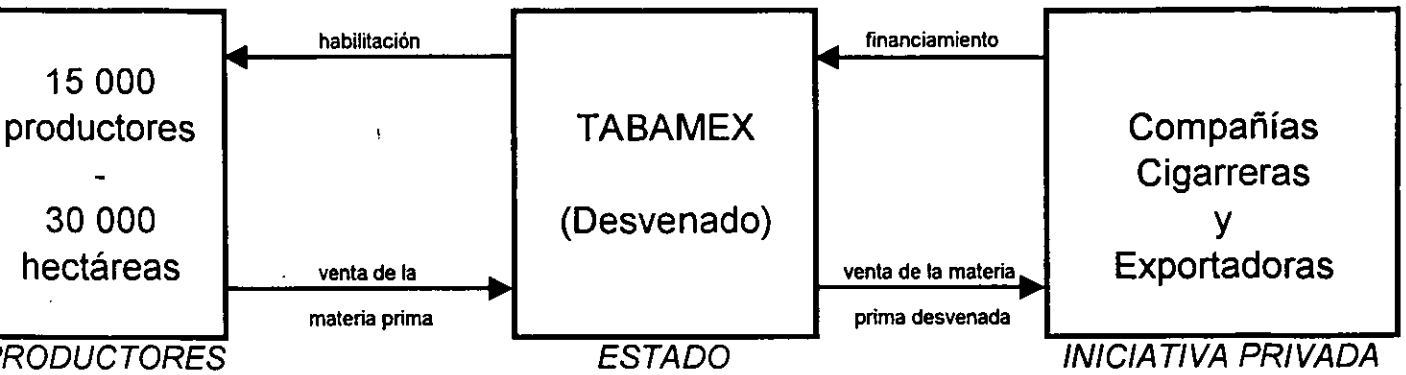 habilitación
financiamiento
15 000
productores
-
30 000
hectáreas
TABAMEX
(Desvenado)
Compañías
Cigarreras
y
Exportadoras
venta de la
materia prima
venta de la materia
prima desvenada
PRODUCTORES
ESTADO
INICIATIVA PRIVADA